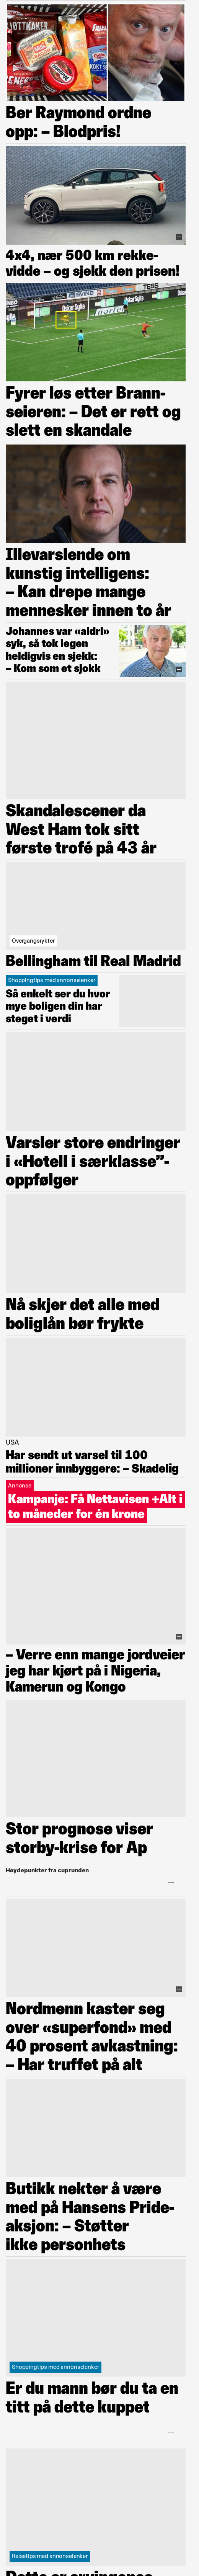 Ber Raymond ordne
opp: – Blodpris!
4x4, nær 500 km rekke-
vidde – og sjekk den prisen!
Fyrer løs etter Brann-
seieren: – Det er rett og
slett en skandale
Illevarslende om
kunstig intelligens:
– Kan drepe mange
mennesker innen to år
Johannes var «aldri»
syk, så tok legen
heldigvis en sjekk:
– Kom som et sjokk
Skandalescener da
West Ham tok sitt
første trofé på 43 år
Overgangsrykter
Bellingham til Real Madrid
Shoppingtips med annonselenker
Så enkelt ser du hvor
mye boligen din har
steget i verdi
Varsler store endringer
i «Hotell i særklasse”-
oppfølger
Nå skjer det alle med
boliglån bør frykte
USA
Har sendt ut varsel til 100
millioner innbyggere: – Skadelig
Annonse
Kampanje: Få Nettavisen +Alt i
to måneder for én krone
– Verre enn mange jordveier
jeg har kjørt på i Nigeria,
Kamerun og Kongo
Stor prognose viser
storby-krise for Ap
Høydepunkter fra cuprunden
Nordmenn kaster seg
over «superfond» med
40 prosent avkastning:
– Har truffet på alt
Butikk nekter å være
med på Hansens Pride-
aksjon: – Støtter
ikke personhets
Shoppingtips med annonselenker
Er du mann bør du ta en
titt på dette kuppet
Reisetips med annonselenker